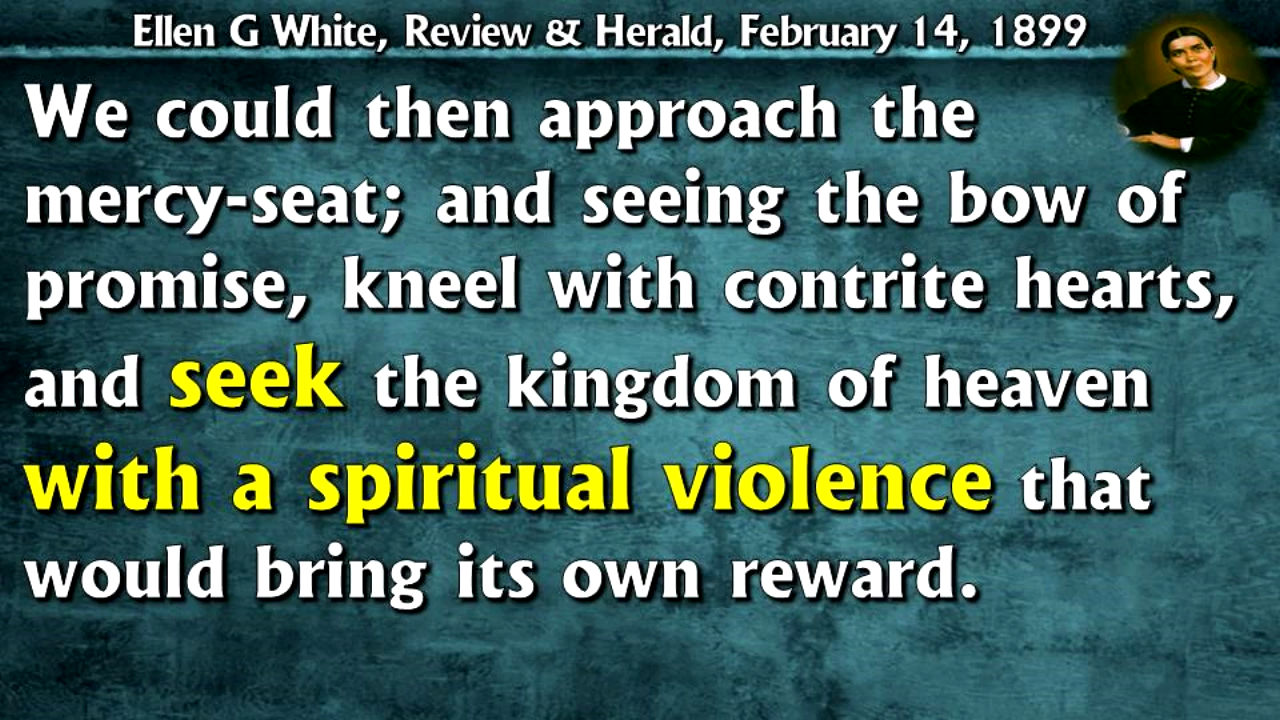 Ellen G White, Review & Herald, February 14, 1899
We could then approach the
mercy-seat; and seeing the bow of
promise, kneel with contrite hearts,
and seek the kingdom of heaven
with a spiritual violence that
would bring its own reward.